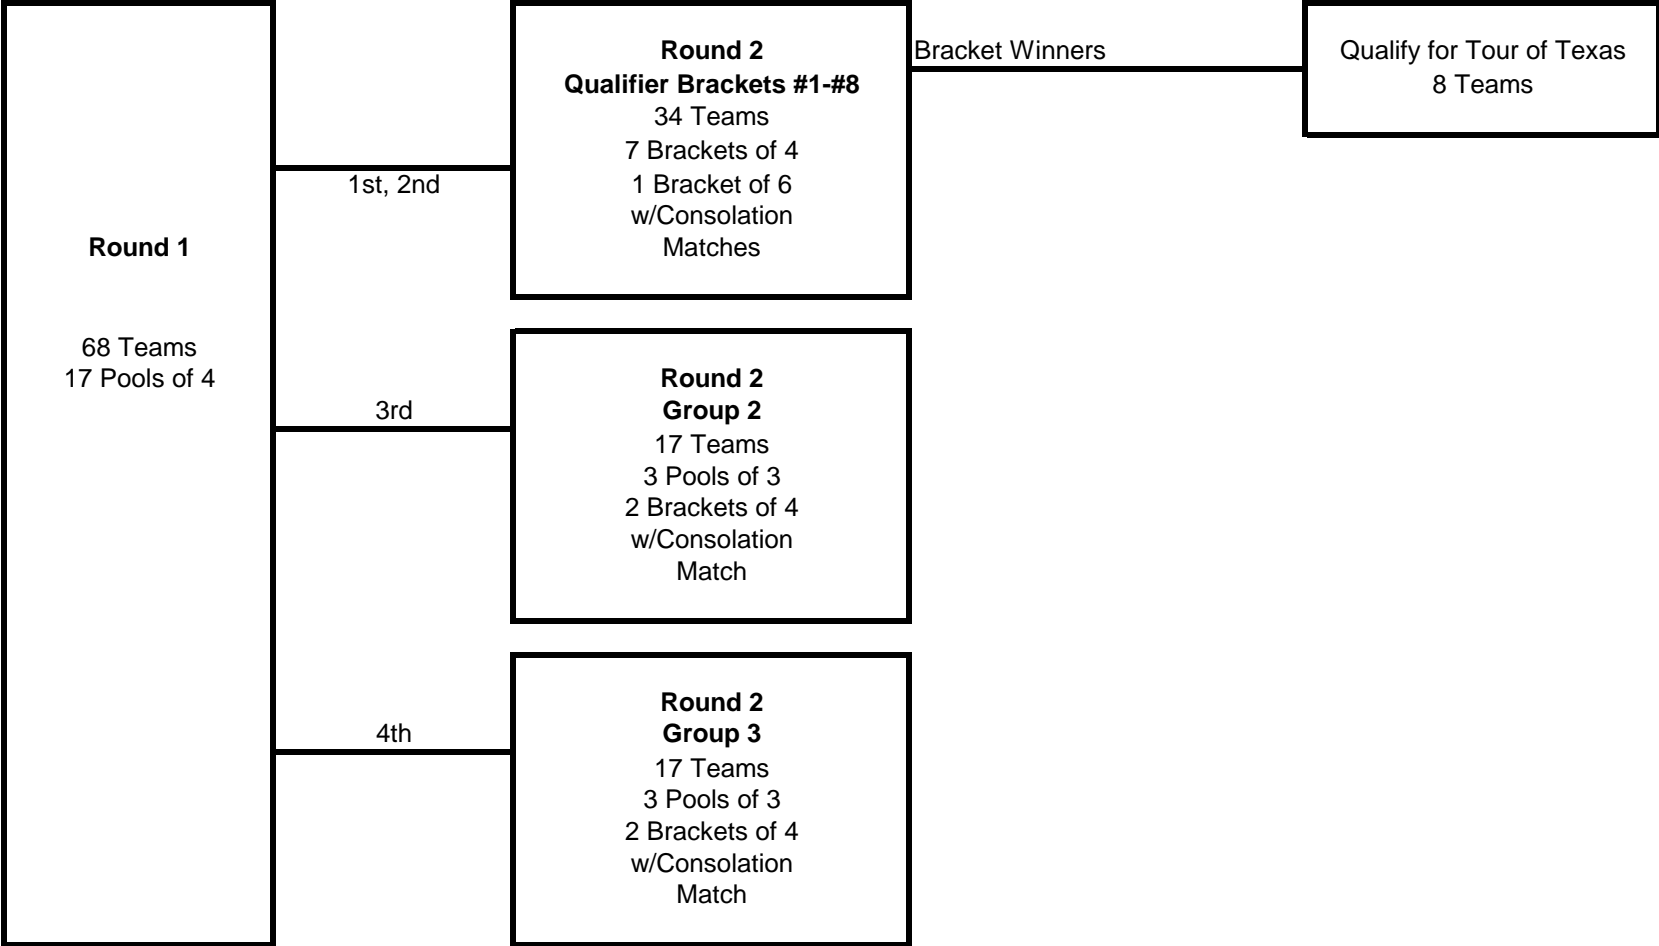 Round 1
68 Teams
17 Pools of 4
1st, 2nd
3rd
4th
Round 2
Qualifier Brackets #1-#8
34 Teams
7 Brackets of 4
1 Bracket of 6
w/Consolation
Matches
Round 2
Group 2
17 Teams
3 Pools of 3
2 Brackets of 4
w/Consolation
Match
Round 2
Group 3
17 Teams
3 Pools of 3
2 Brackets of 4
w/Consolation
Match
Bracket Winners
Qualify for Tour of Texas
8 Teams